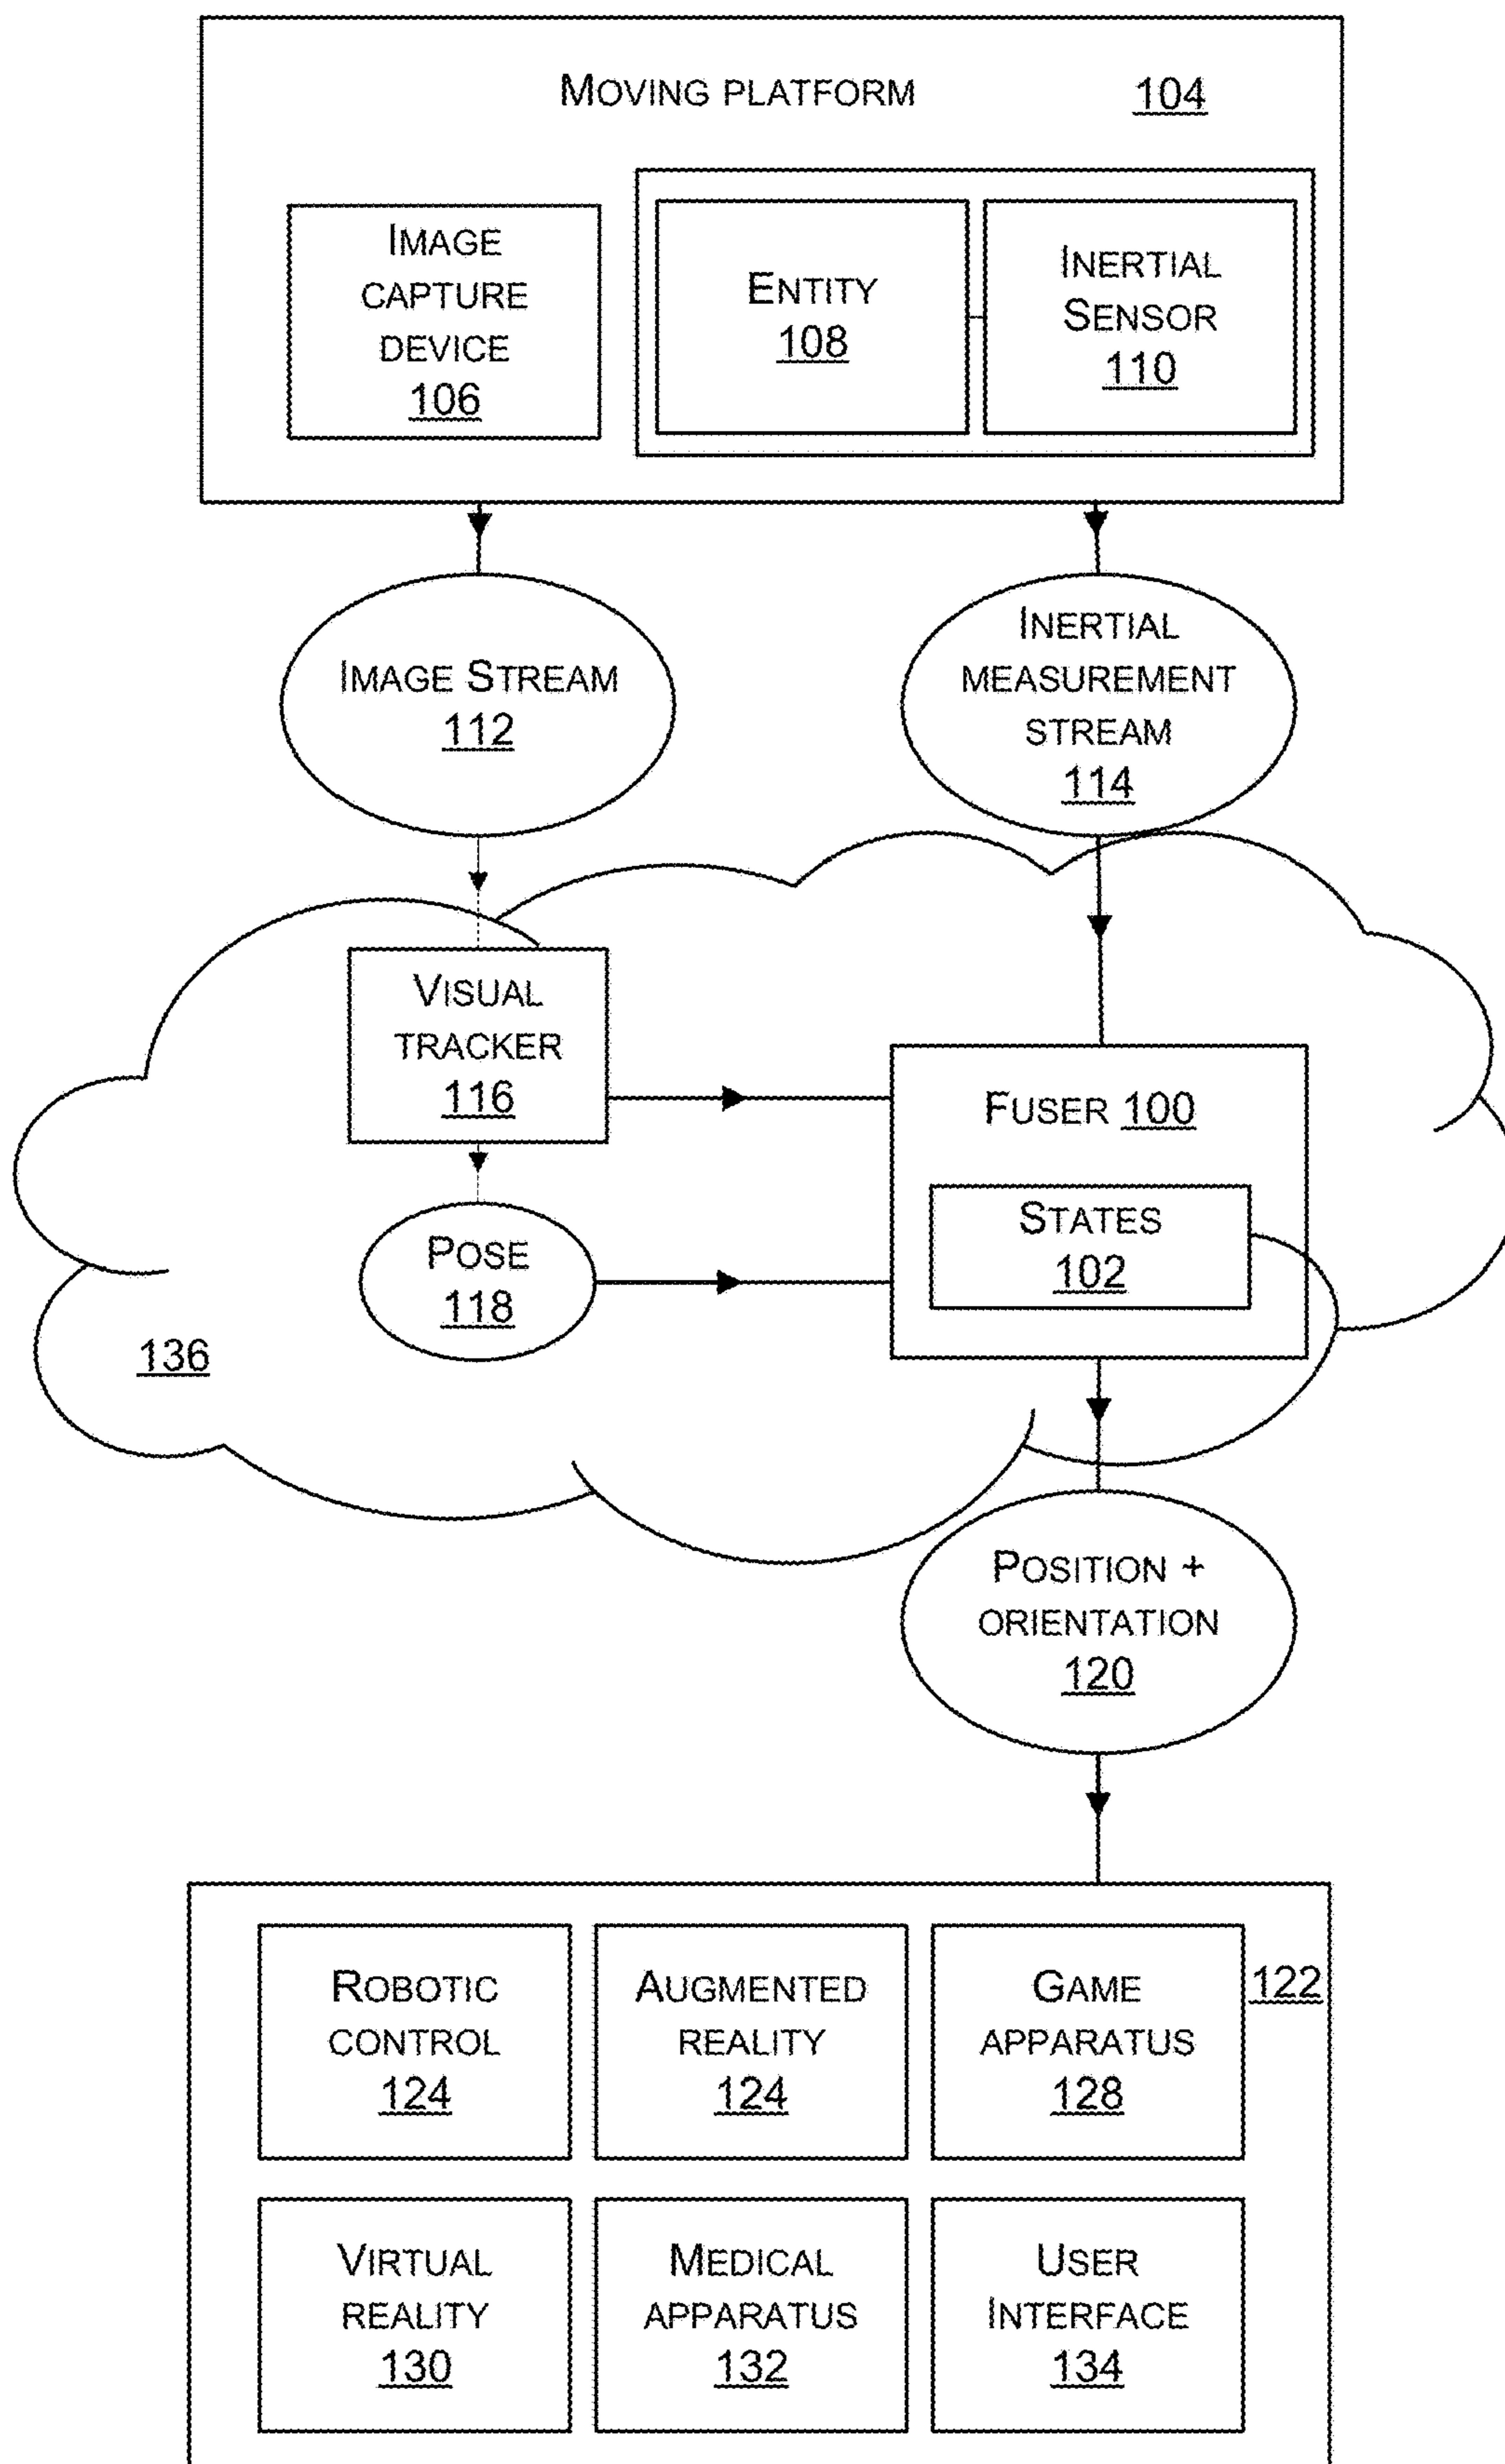 MOVING PLATFORM 104
IMAGE
CAPTURE
DEVICE
106
ENTITY
108
INERTIAL
SENSOR
110
IMAGE STREAM
112
INERTIAL
MEASUREMENT
STREAM
114
VISUAL
TRACKER
116
FUSER 100
STATES
102
POSE
118
136
POSITION +
ORIENTATION
120
122
ROBOTIC
CONTROL
124
AUGMENTED
REALITY
124
GAME
APPARATUS
128
VIRTUAL
REALITY
130
MEDICAL
APPARATUS
132
USER
INTERFACE
134